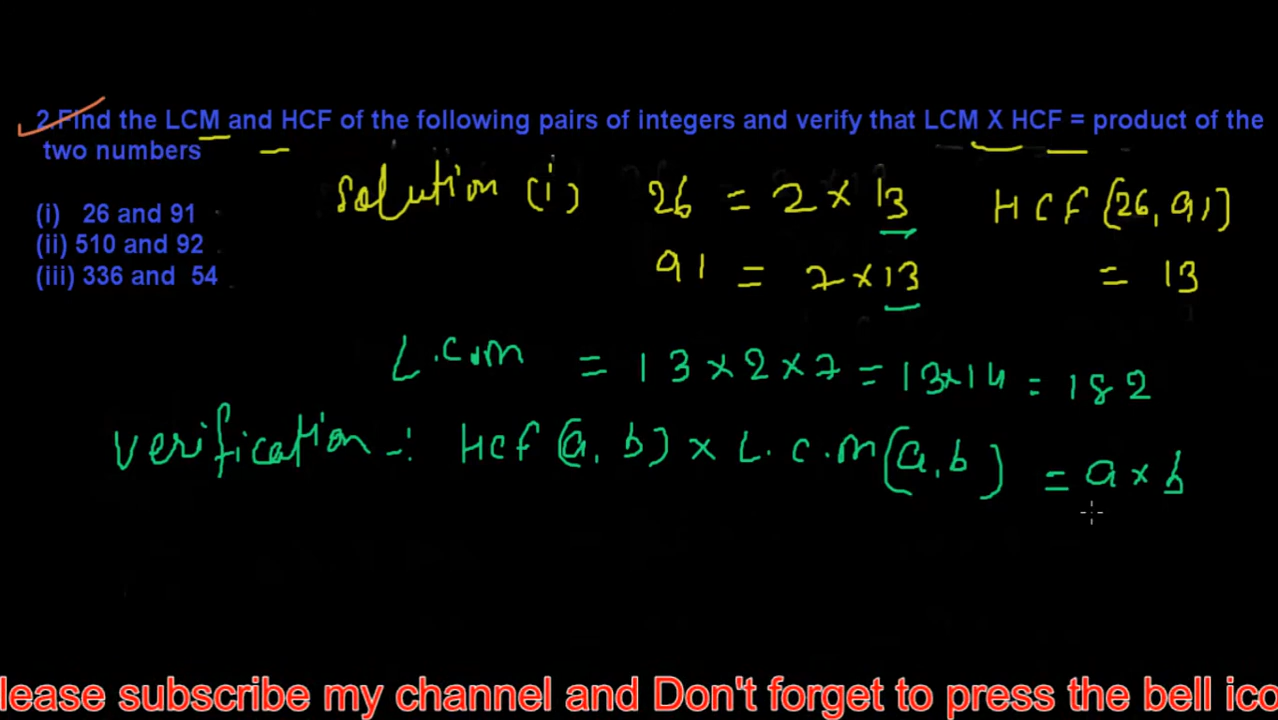 2.Find the LCM and HCF of the following pairs of integers and verify that LCM X HCF = product of the
two numbers
(i) 26 and 91
(ii) 510 and 92
(iii) 336 and 54
Solution (i) 26 = 2 × 13
91 = 7 × 13
HCF (26, 91)
= 13
L.C.M = 13 × 2 × 7 = 13 × 14 = 182
verification -: HCF (a, b) × L.C.M (a, b) = a × b
lease subscribe my channel and Don't forget to press the bell ico